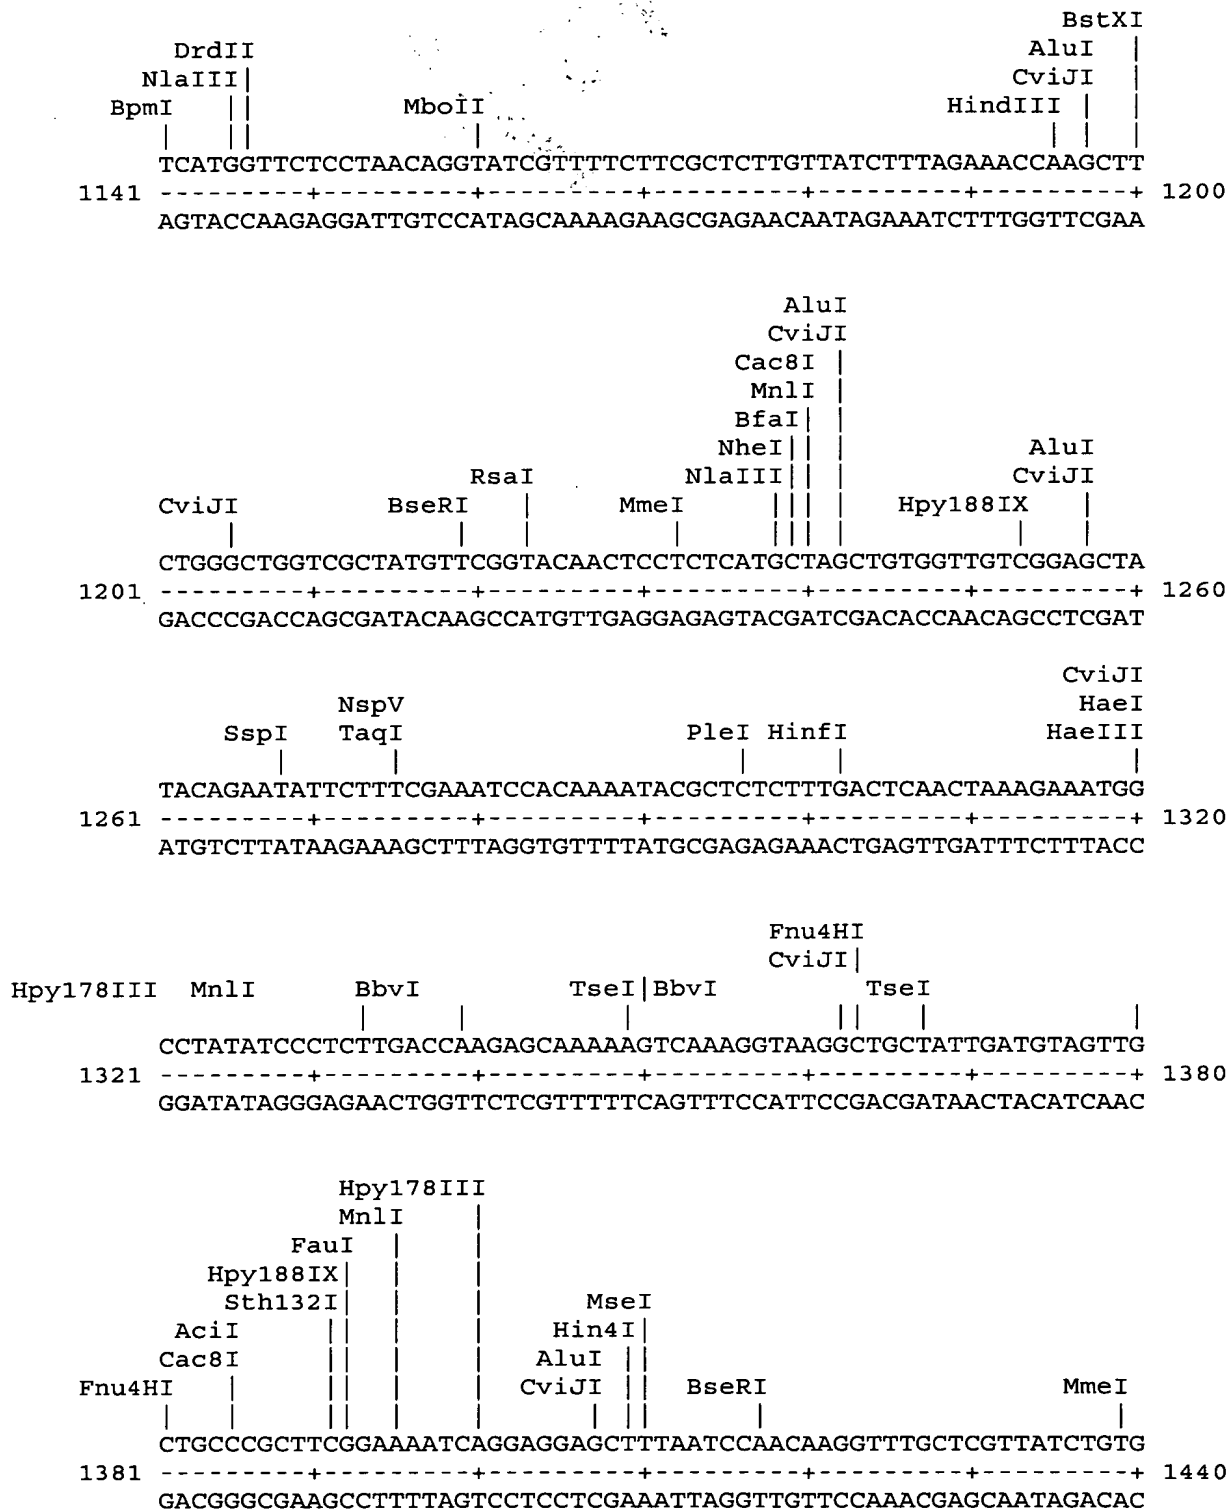 BstXI
DrdII AluI
NlaIII| CviJI
BpmI MboII HindIII
TCATGGTTCTCCTAACAGGTATCGTTTTCTTCGCTCTTGTTATCTTTAGAAACCAAGCTT
1141 ---------+---------+---------+---------+---------+---------+ 1200
AGTACCAAGAGGATTGTCCATAGCAAAAGAAGCGAGAACAATAGAAATCTTTGGTTCGAA
AluI
CviJI
Cac8I
MnlI
BfaI
NheI AluI
RsaI NlaIII CviJI
CviJI BseRI MmeI Hpy188IX
CTGGGCTGGTCGCTATGTTCGGTACAACTCCTCTCATGCTAGCTGTGGTTGTCGGAGCTA
1201 ---------+---------+---------+---------+---------+---------+ 1260
GACCCGACCAGCGATACAAGCCATGTTGAGGAGAGTACGATCGACACCAACAGCCTCGAT
CviJI
NspV HaeI
SspI TaqI PleI HinfI HaeIII
TACAGAATATTCTTTCGAAATCCACAAAATACGCTCTCTTTGACTCAACTAAAGAAATGG
1261 ---------+---------+---------+---------+---------+---------+ 1320
ATGTCTTATAAGAAAGCTTTAGGTGTTTTATGCGAGAGAAACTGAGTTGATTTCTTTACC
Fnu4HI
CviJI|
Hpy178III MnlI BbvI TseI|BbvI TseI
CCTATATCCCTCTTGACCAAGAGCAAAAAGTCAAAGGTAAGGCTGCTATTGATGTAGTTG
1321 ---------+---------+---------+---------+---------+---------+ 1380
GGATATAGGGAGAACTGGTTCTCGTTTTTCAGTTTCCATTCCGACGATAACTACATCAAC
Hpy178III
MnlI
FauI
Hpy188IX|
Sth132I| MseI
AciI Hin4I|
Cac8I AluI
Fnu4HI CviJI BseRI MmeI
CTGCCCGCTTCGGAAAATCAGGAGGAGCTTTAATCCAACAAGGTTTGCTCGTTATCTGTG
1381 ---------+---------+---------+---------+---------+---------+ 1440
GACGGGCGAAGCCTTTTAGTCCTCCTCGAAATTAGGTTGTTCCAAACGAGCAATAGACAC